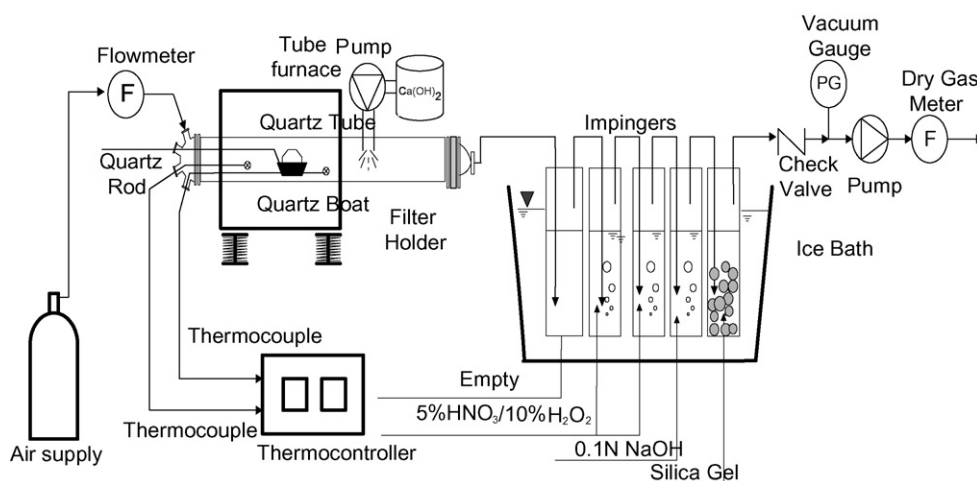 Flowmeter
F
Tube
furnace
Pump
Ca(OH)2
Vacuum
Gauge
PG
Dry Gas
Meter
F
Quartz Tube
Impingers
Quartz
Rod
Check
Valve
Pump
Quartz Boat
Filter
Holder
Ice Bath
Thermocouple
Empty
5%HNO3/10%H2O2
Thermocouple
Thermocontroller
0.1N NaOH
Air supply
Silica Gel